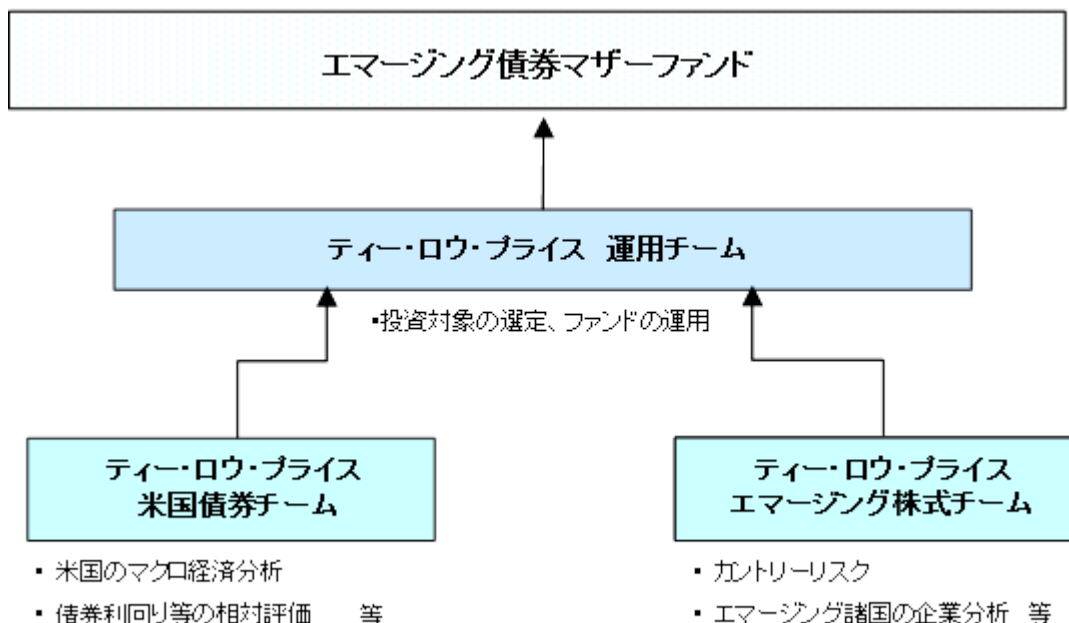 エマージング債券マザーファンド
ティー・ロウ・プライス 運用チーム
▪投資対象の選定、ファンドの運用
ティー・ロウ・プライス
米国債券チーム
ティー・ロウ・プライス
エマージング株式チーム
▪ 米国のマクロ経済分析
▪ 債券利回り等の相対評価 等
▪ カントリーリスク
▪ エマージング諸国の企業分析 等